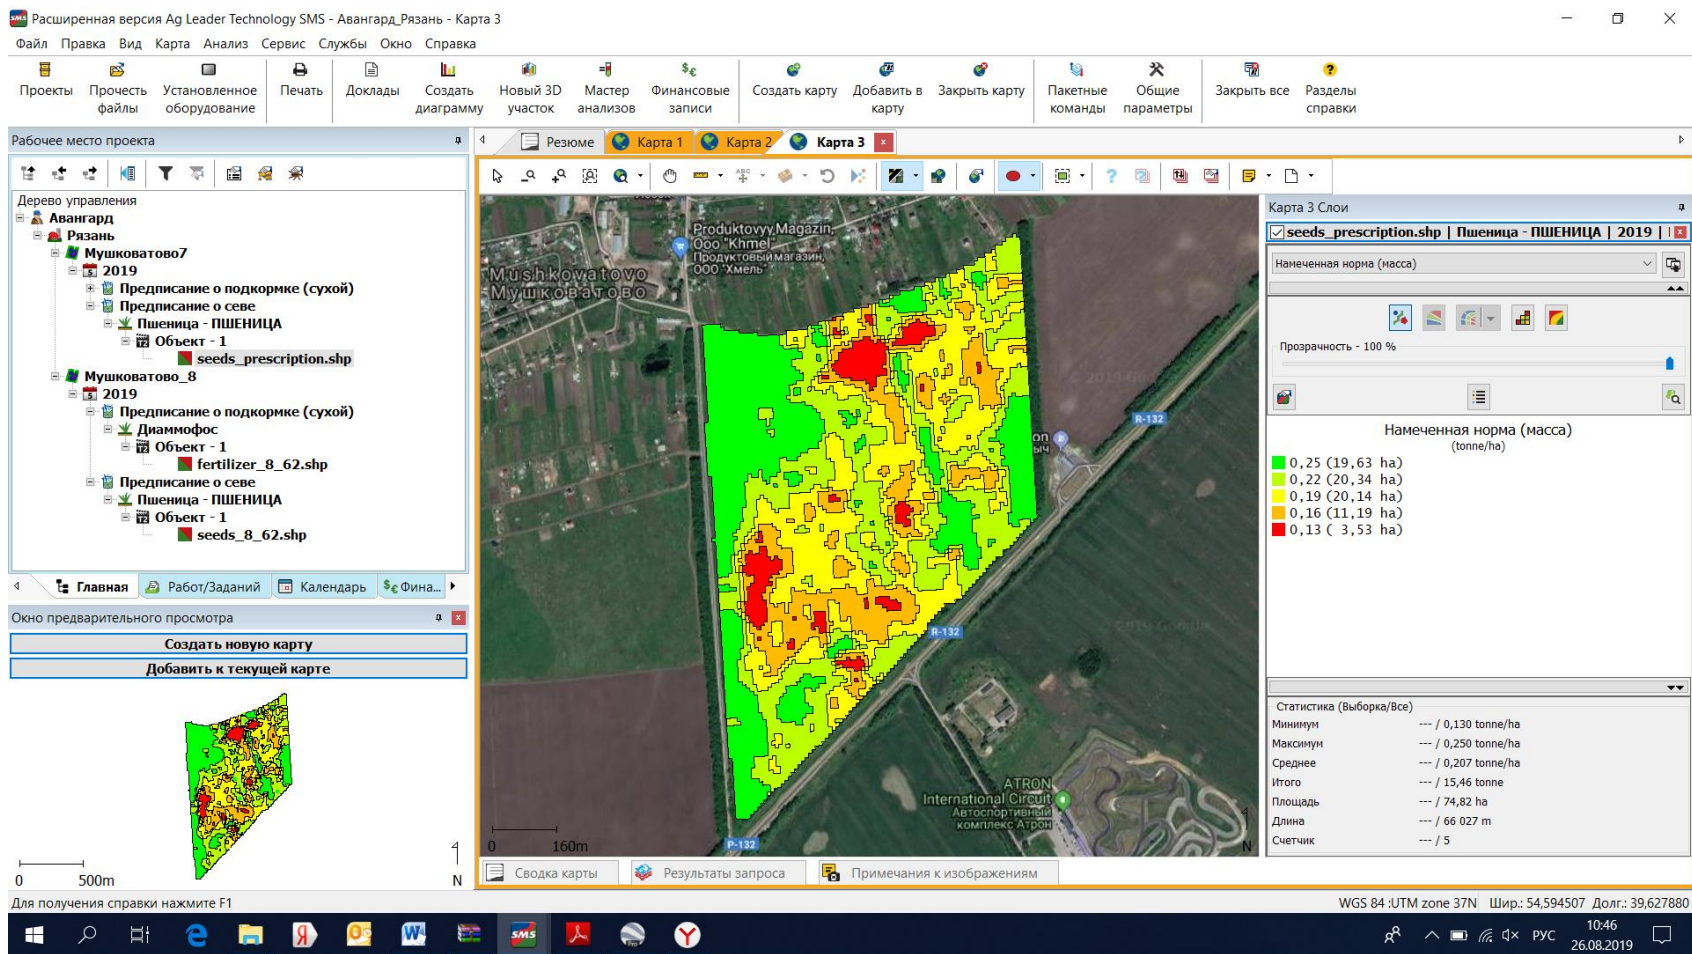 Расширенная версия Ag Leader Technology SMS - Авангард_Рязань - Карта 3
Файл Правка Вид Карта Анализ Сервис Службы Окно Справка
Проекты
Прочесть файлы
Установленное оборудование
Печать
Доклады
Создать диаграмму
Новый 3D участок
Мастер анализов
Финансовые записи
Создать карту
Добавить в карту
Закрыть карту
Пакетные команды
Общие параметры
Закрыть все
Разделы справки
Рабочее место проекта
Дерево управления
Авангард
Рязань
Мушковатово7
2019
Предписание о подкормке (сухой)
Предписание о севе
Пшеница - ПШЕНИЦА
Объект - 1
seeds_prescription.shp
Мушковатово_8
2019
Предписание о подкормке (сухой)
Диаммофос
Объект - 1
fertilizer_8_62.shp
Предписание о севе
Пшеница - ПШЕНИЦА
Объект - 1
seeds_8_62.shp
Главная Работ/Заданий Календарь Фина...
Окно предварительного просмотра
Создать новую карту
Добавить к текущей карте
0 500m
N
Резюме Карта 1 Карта 2 Карта 3
Produktovyy Magazin,
Ooo "Khmel"
Продуктовый магазин,
ООО "Хмель"
Mushkovatovo
Мушковатово
R-132
R-132
P-132
ATRON
International Circuit
Автоспортивный
комплекс Атрон
0 160m
N
Сводка карты Результаты запроса Примечания к изображениям
Карта 3 Слои
seeds_prescription.shp | Пшеница - ПШЕНИЦА | 2019 |
Намеченная норма (масса)
Прозрачность - 100 %
Намеченная норма (масса)
(tonne/ha)
0,25 (19,63 ha)
0,22 (20,34 ha)
0,19 (20,14 ha)
0,16 (11,19 ha)
0,13 ( 3,53 ha)
Статистика (Выборка/Все)
Минимум --- / 0,130 tonne/ha
Максимум --- / 0,250 tonne/ha
Среднее --- / 0,207 tonne/ha
Итого --- / 15,46 tonne
Площадь --- / 74,82 ha
Длина --- / 66 027 m
Счетчик --- / 5
Для получения справки нажмите F1
WGS 84 :UTM zone 37N Шир.: 54,594507 Долг.: 39,627880
SMS
РУС
10:46
26.08.2019